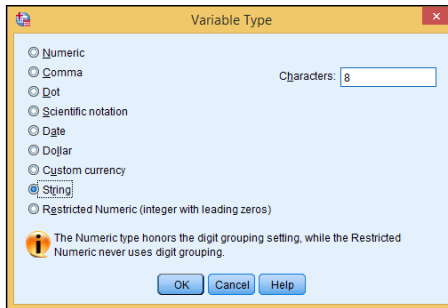 Variable Type
Numeric
Comma
Dot
Scientific notation
Date
Dollar
Custom currency
String
Restricted Numeric (integer with leading zeros)
Characters: 8
The Numeric type honors the digit grouping setting, while the Restricted
Numeric never uses digit grouping.
OK Cancel Help